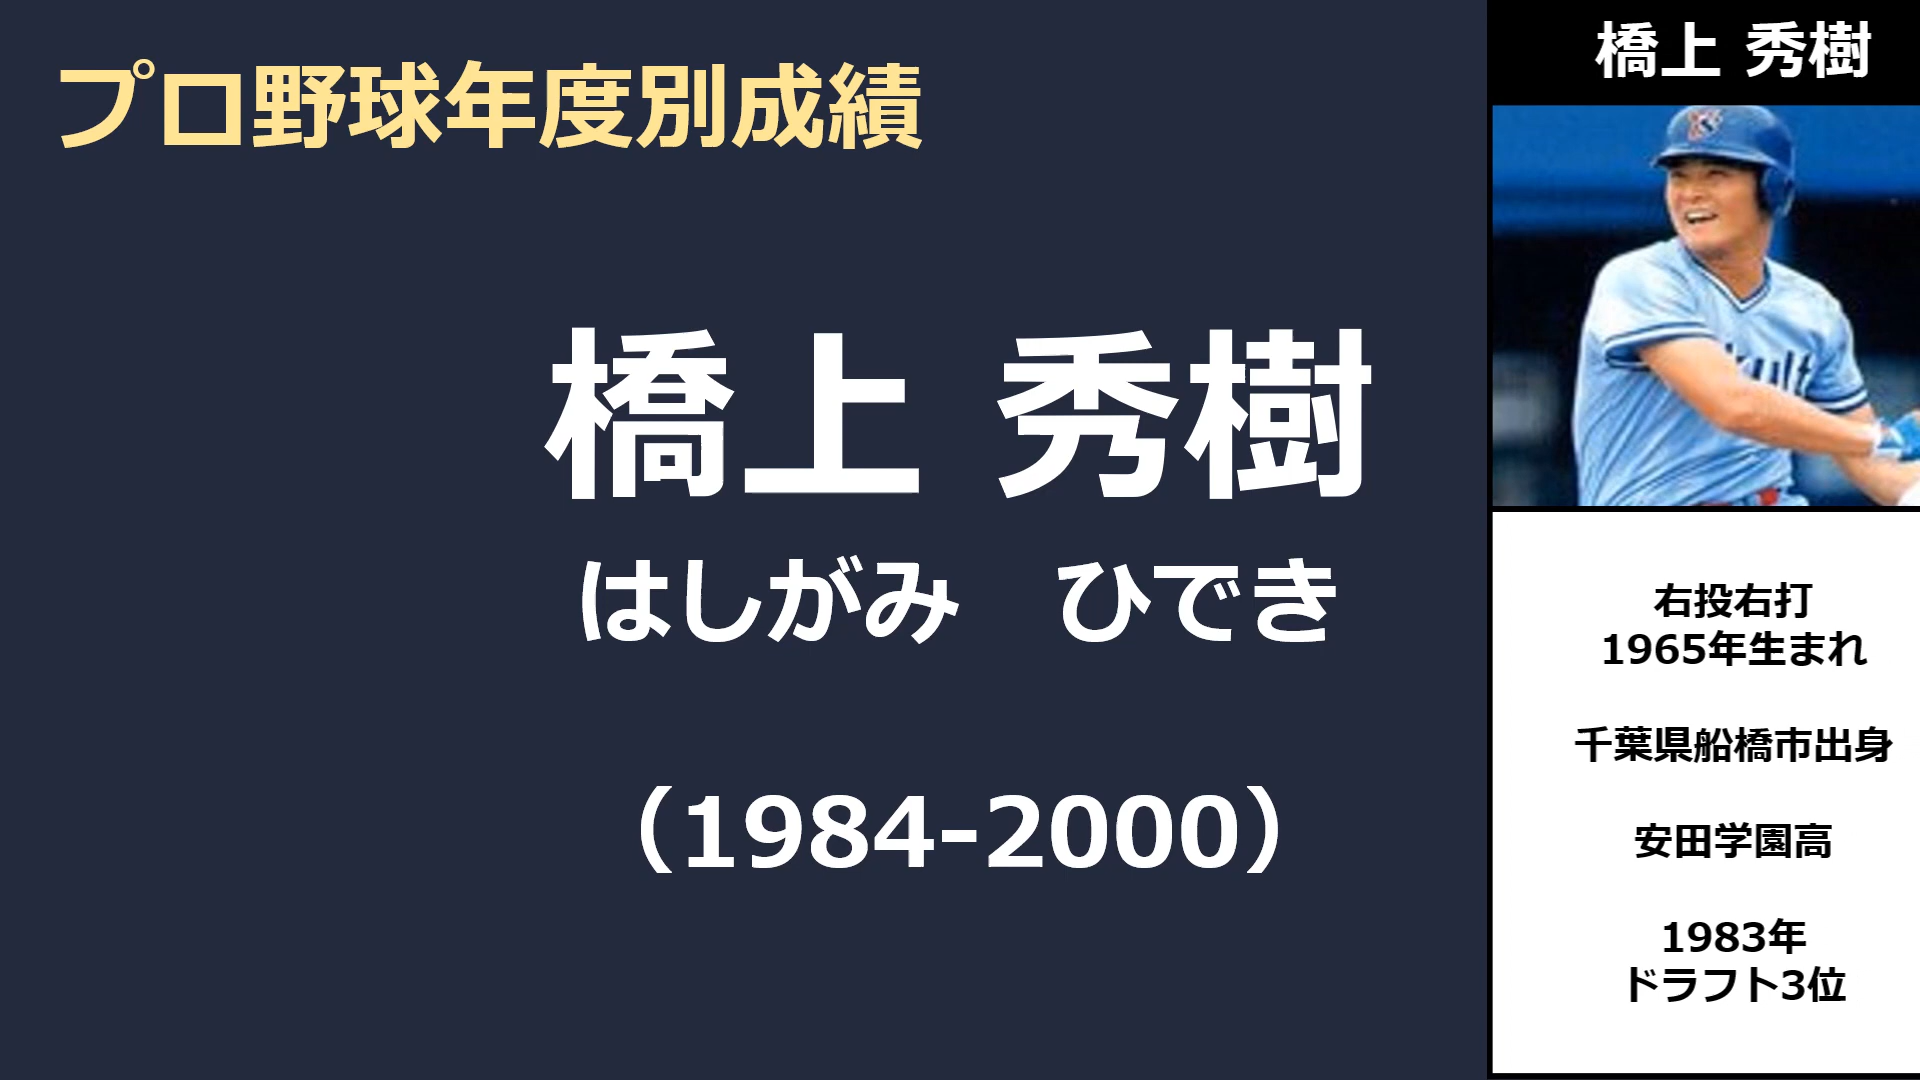 プロ野球年度別成績
橋上 秀樹
はしがみ　ひでき
（1984-2000）
橋上 秀樹
右投右打
1965年生まれ
千葉県船橋市出身
安田学園高
1983年
ドラフト3位